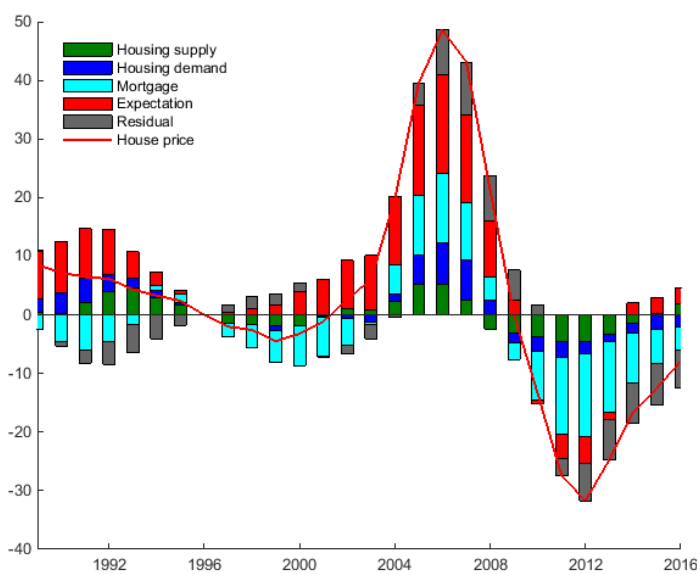 50
40
30
20
10
0
-10
-20
-30
-40
Housing supply
Housing demand
Mortgage
Expectation
Residual
House price
1992 1996 2000 2004 2008 2012 2016